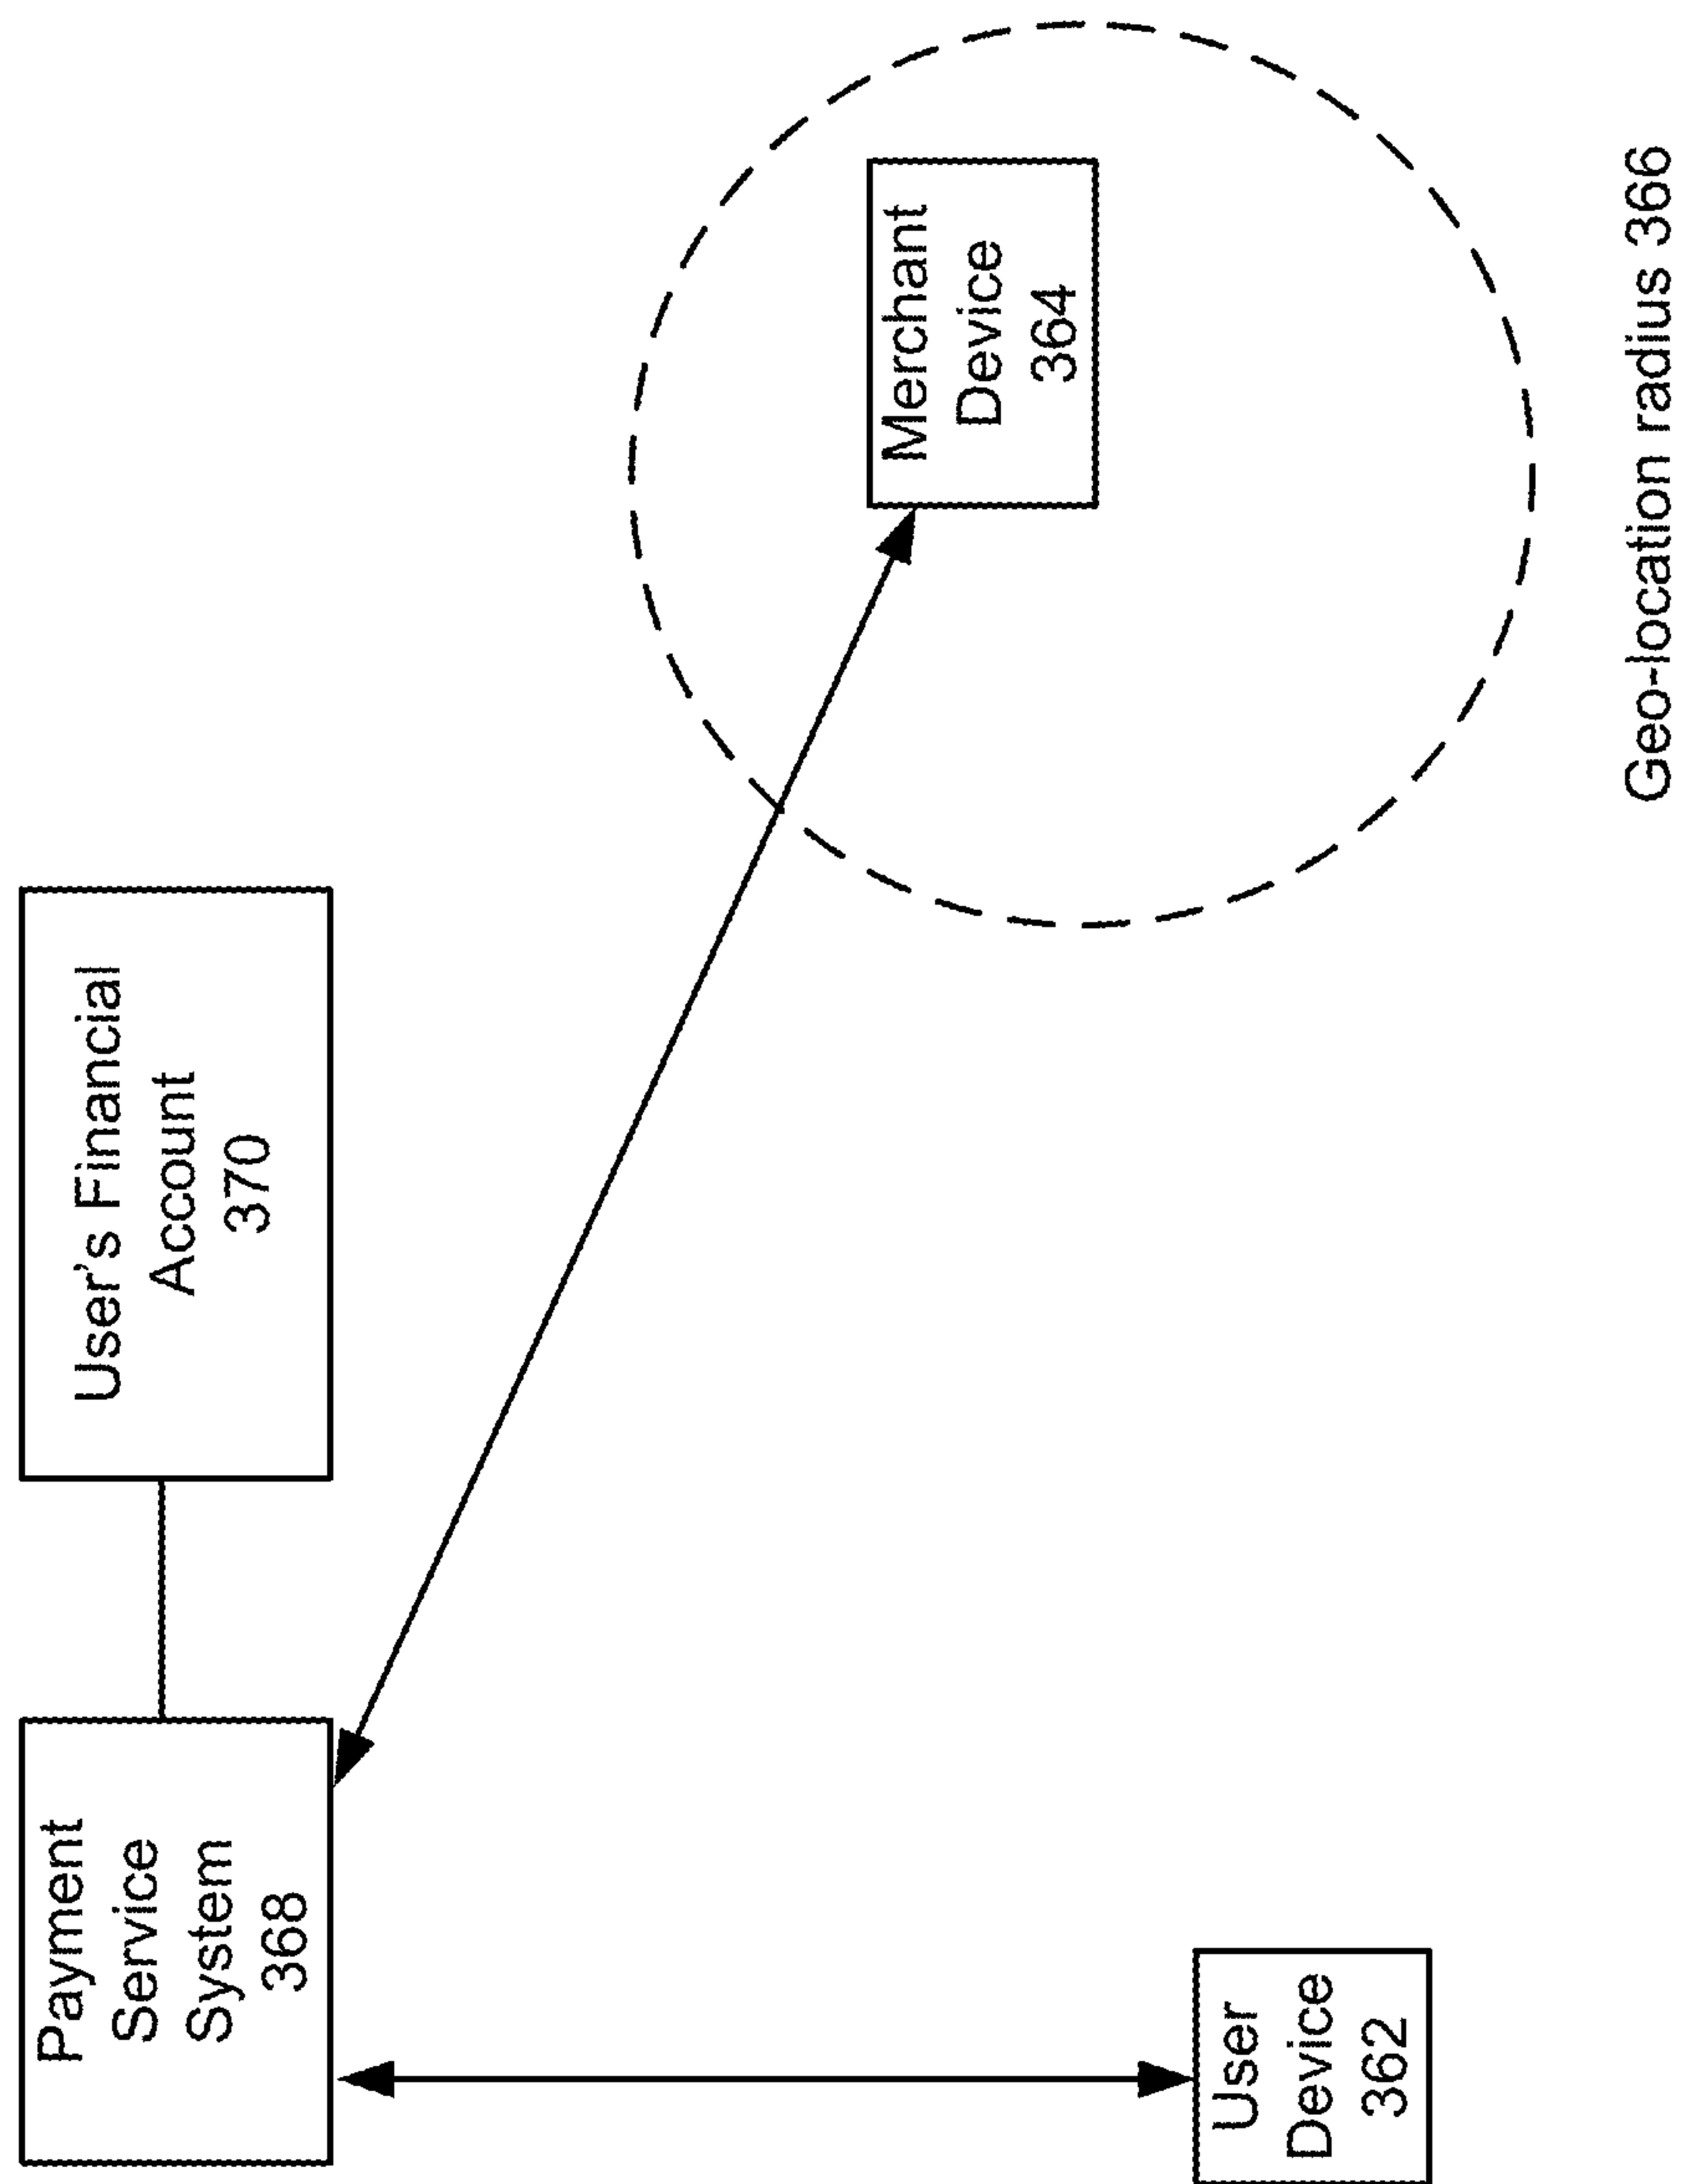 Payment
Service
System
368
User's Financial
Account
370
User
Device
362
Merchant
Device
364
Geo-location radius 366